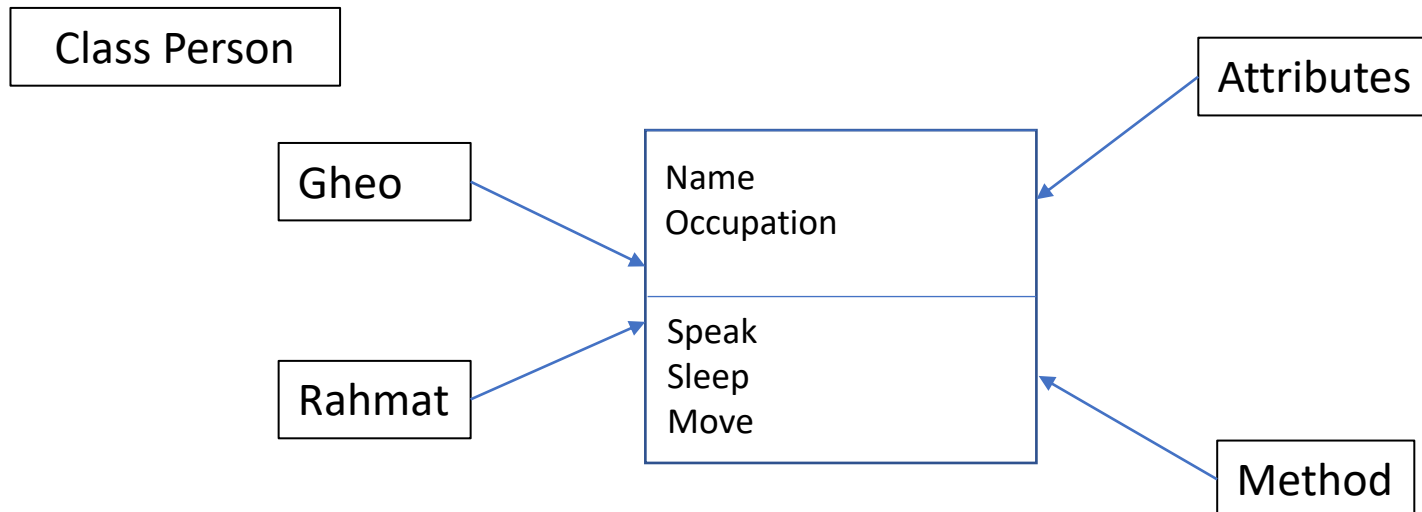 Class Person
Attributes
Gheo
Name
Occupation
Speak
Sleep
Move
Rahmat
Method